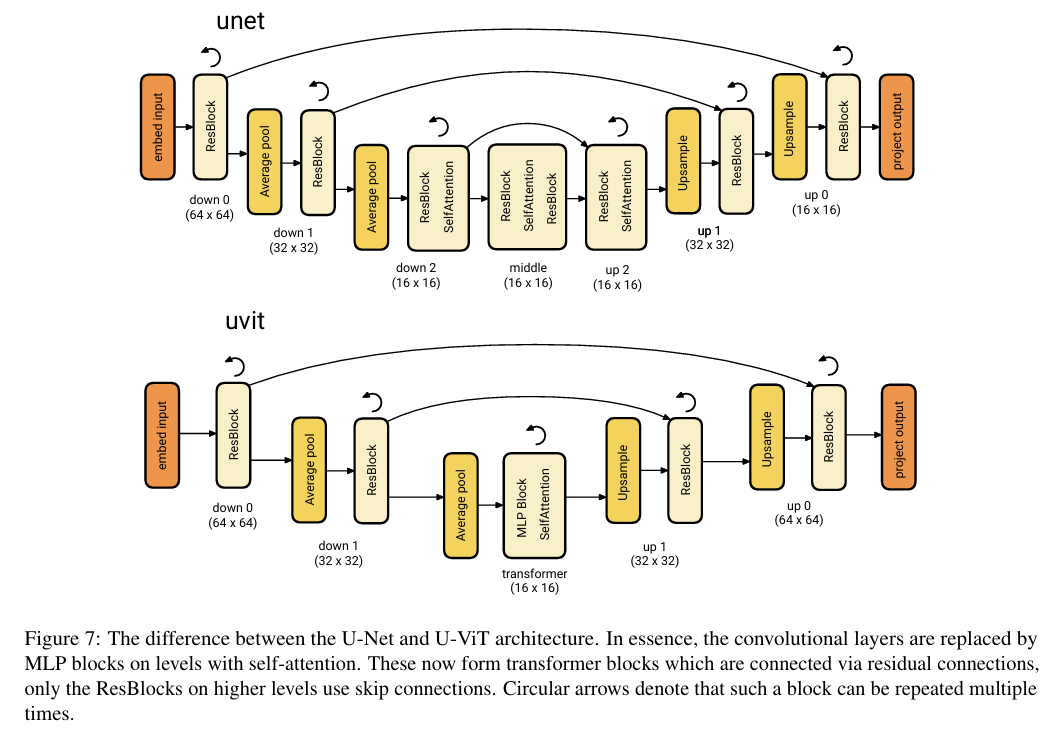 unet
embed input
ResBlock
down 0
(64 x 64)
Average pool
ResBlock
down 1
(32 x 32)
Average pool
ResBlock
SelfAttention
down 2
(16 x 16)
ResBlock
SelfAttention
ResBlock
middle
(16 x 16)
ResBlock
SelfAttention
up 2
(16 x 16)
Upsample
ResBlock
up 1
(32 x 32)
Upsample
ResBlock
up 0
(16 x 16)
project output
uvit
embed input
ResBlock
down 0
(64 x 64)
Average pool
ResBlock
down 1
(32 x 32)
Average pool
MLP Block
SelfAttention
transformer
(16 x 16)
Upsample
ResBlock
up 1
(32 x 32)
Upsample
ResBlock
up 0
(64 x 64)
project output
Figure 7: The difference between the U-Net and U-ViT architecture. In essence, the convolutional layers are replaced by
MLP blocks on levels with self-attention. These now form transformer blocks which are connected via residual connections,
only the ResBlocks on higher levels use skip connections. Circular arrows denote that such a block can be repeated multiple
times.